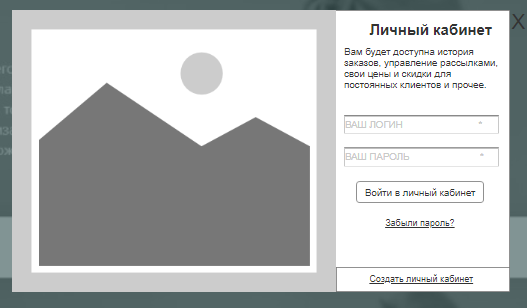 X
Личный кабинет
Вам будет доступна история
заказов, управление рассылками,
свои цены и скидки для
постоянных клиентов и прочее.
ВАШ ЛОГИН *
ВАШ ПАРОЛЬ *
Войти в личный кабинет
Забыли пароль?
Создать личный кабинет